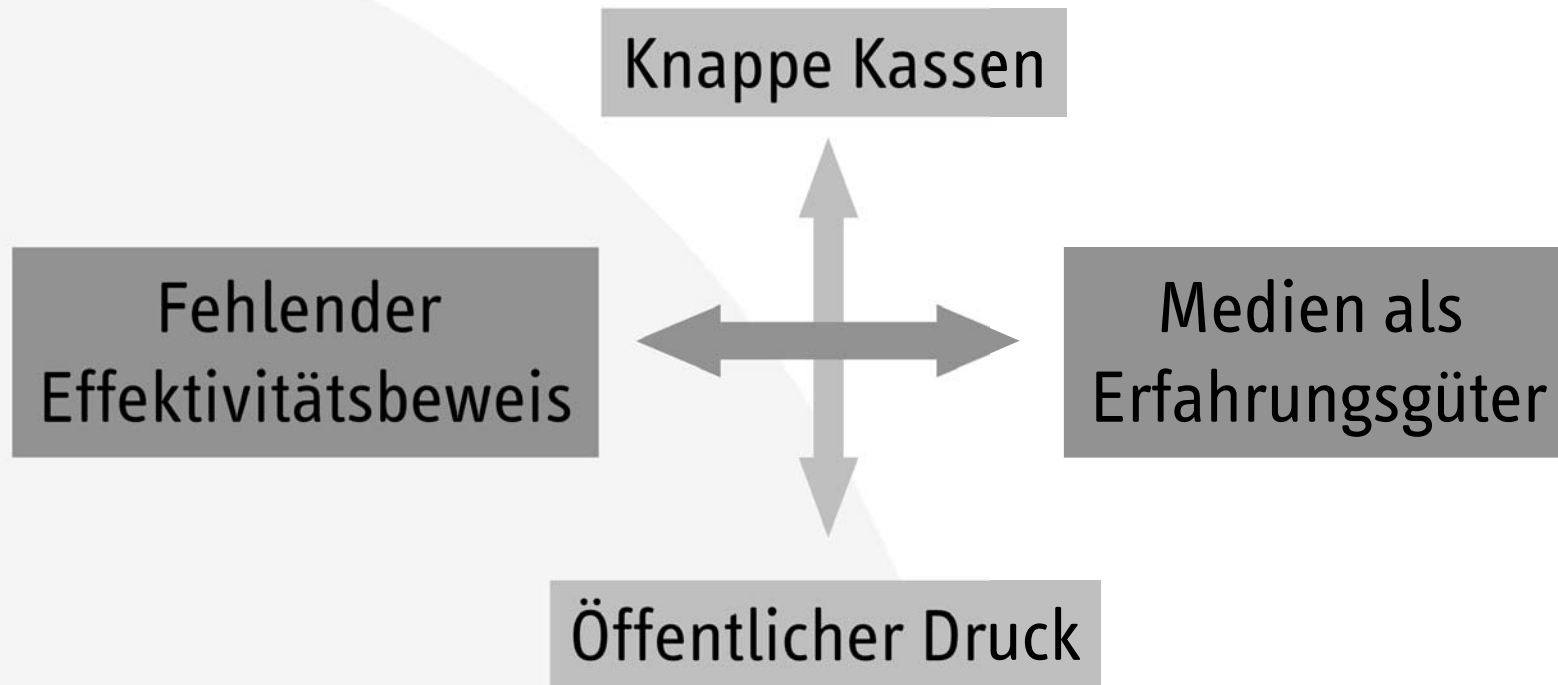 Knappe Kassen
Fehlender
Effektivitätsbeweis
Medien als
Erfahrungsgüter
Öffentlicher Druck